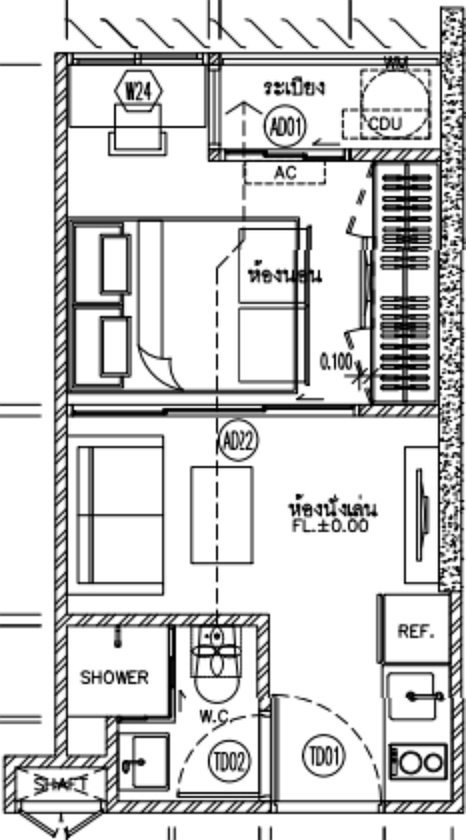 WM
ระเบียง
W24
AD01
CDU
AC
ห้องนอน
0.100
AD22
ห้องนั่งเล่น
FL.±0.00
REF.
SHOWER
W.C.
TD02
TD01
SHAFT